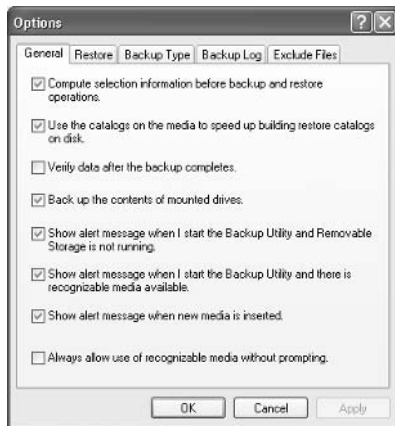 Options
General Restore Backup Type Backup Log Exclude Files
Compute selection information before backup and restore
operations.
Use the catalogs on the media to speed up building restore catalogs
on disk.
Verify data after the backup completes.
Back up the contents of mounted drives.
Show alert message when I start the Backup Utility and Removable
Storage is not running.
Show alert message when I start the Backup Utility and there is
recognizable media available.
Show alert message when new media is inserted.
Always allow use of recognizable media without prompting.
OK Cancel Apply